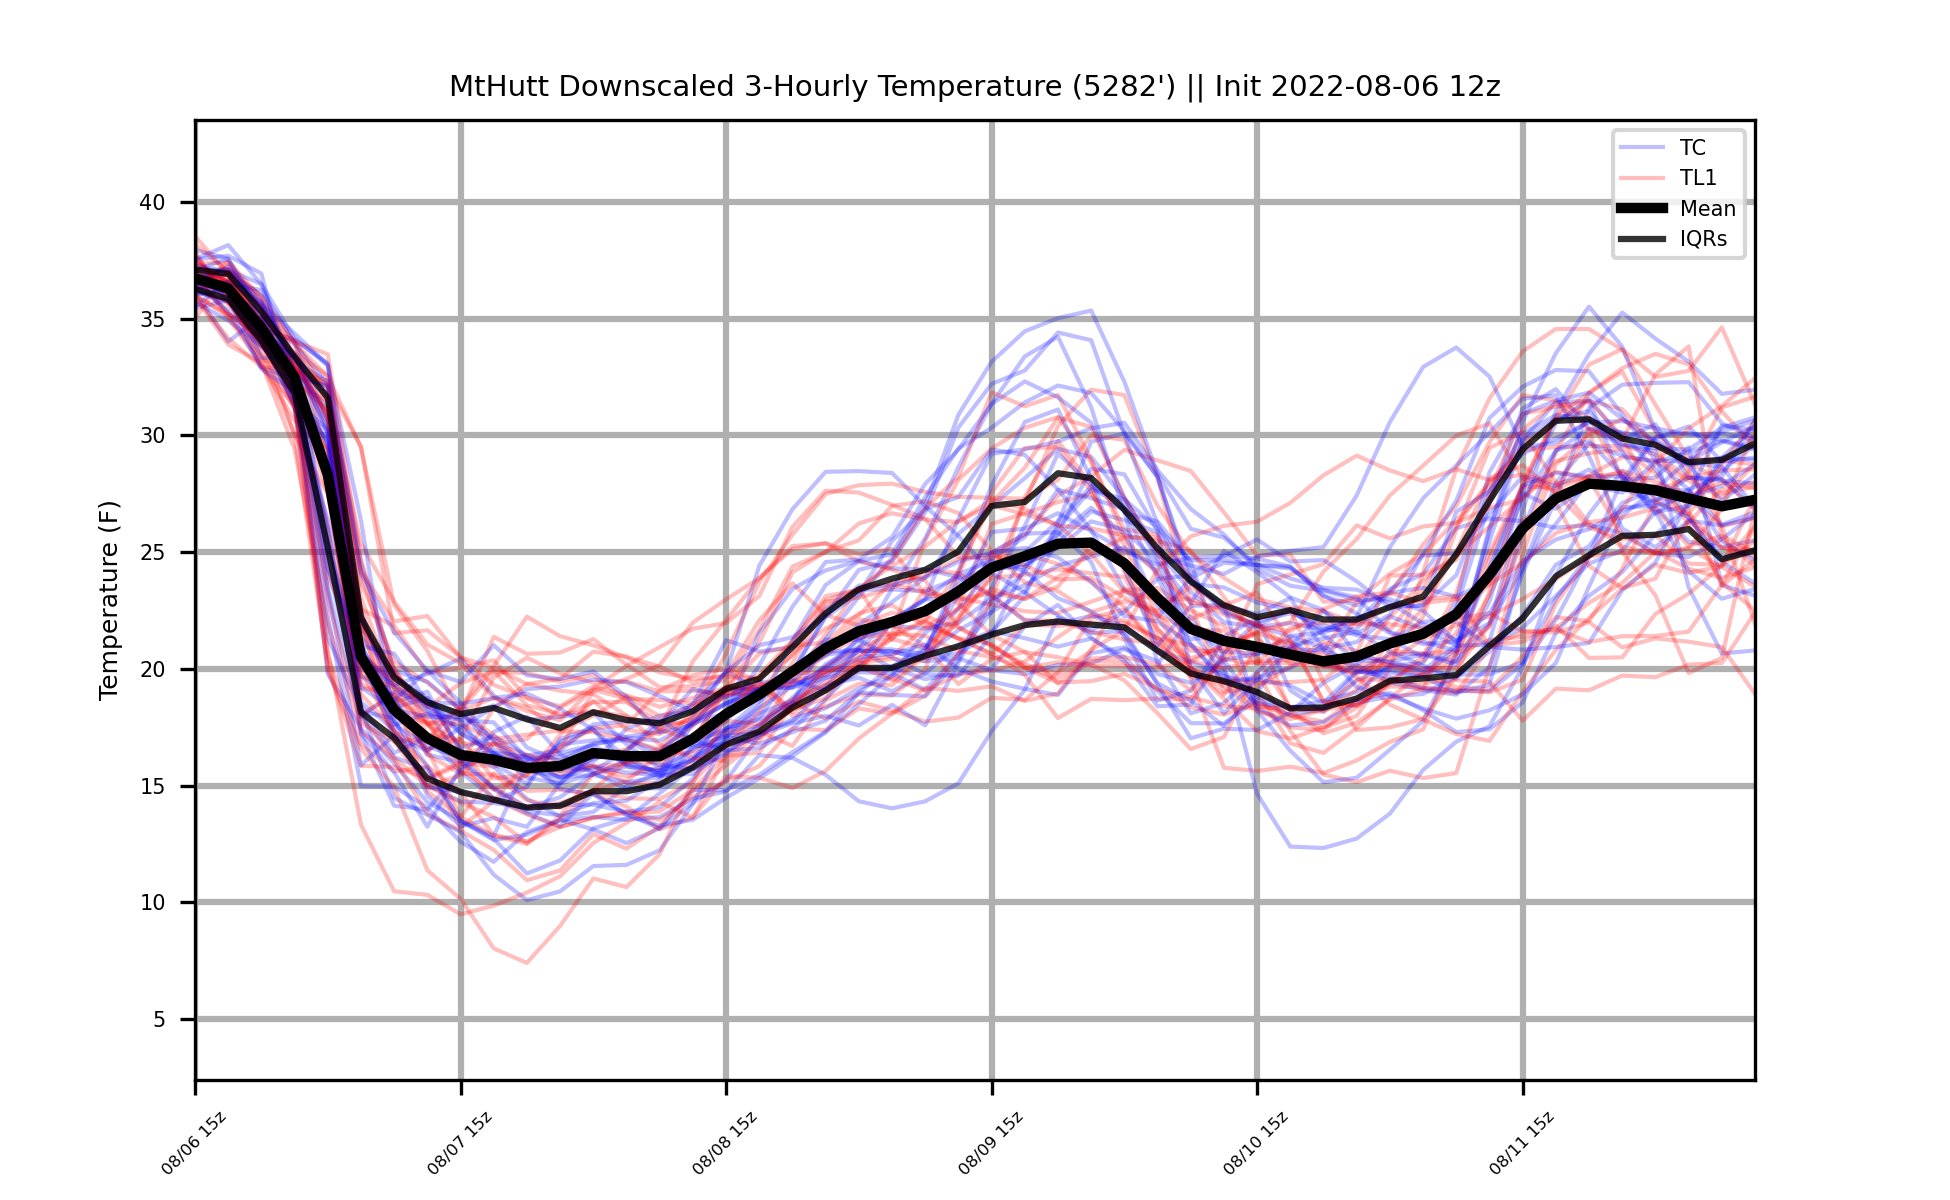 MtHutt Downscaled 3-Hourly Temperature (5282') || Init 2022-08-06 12z
TC
TL1
Mean
IQRs
Temperature (F)
40
35
30
25
20
15
10
5
08/06 15z
08/07 15z
08/08 15z
08/09 15z
08/10 15z
08/11 15z